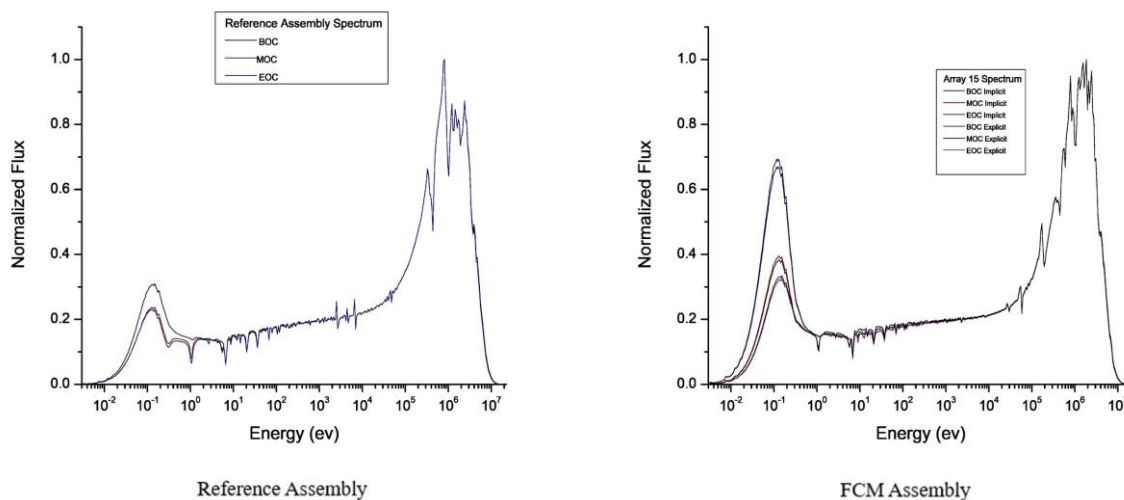 Reference Assembly Spectrum
BOC
MOC
EOC
1.0
0.8
0.6
0.4
0.2
0.0
Normalized Flux
10⁻² 10⁻¹ 10⁰ 10¹ 10² 10³ 10⁴ 10⁵ 10⁶ 10⁷
Energy (ev)
Reference Assembly
Array 15 Spectrum
BOC Implicit
MOC Implicit
EOC Implicit
BOC Explicit
MOC Explicit
EOC Explicit
1.0
0.8
0.6
0.4
0.2
0.0
Normalized Flux
10⁻² 10⁻¹ 10⁰ 10¹ 10² 10³ 10⁴ 10⁵ 10⁶ 10⁷
Energy (ev)
FCM Assembly